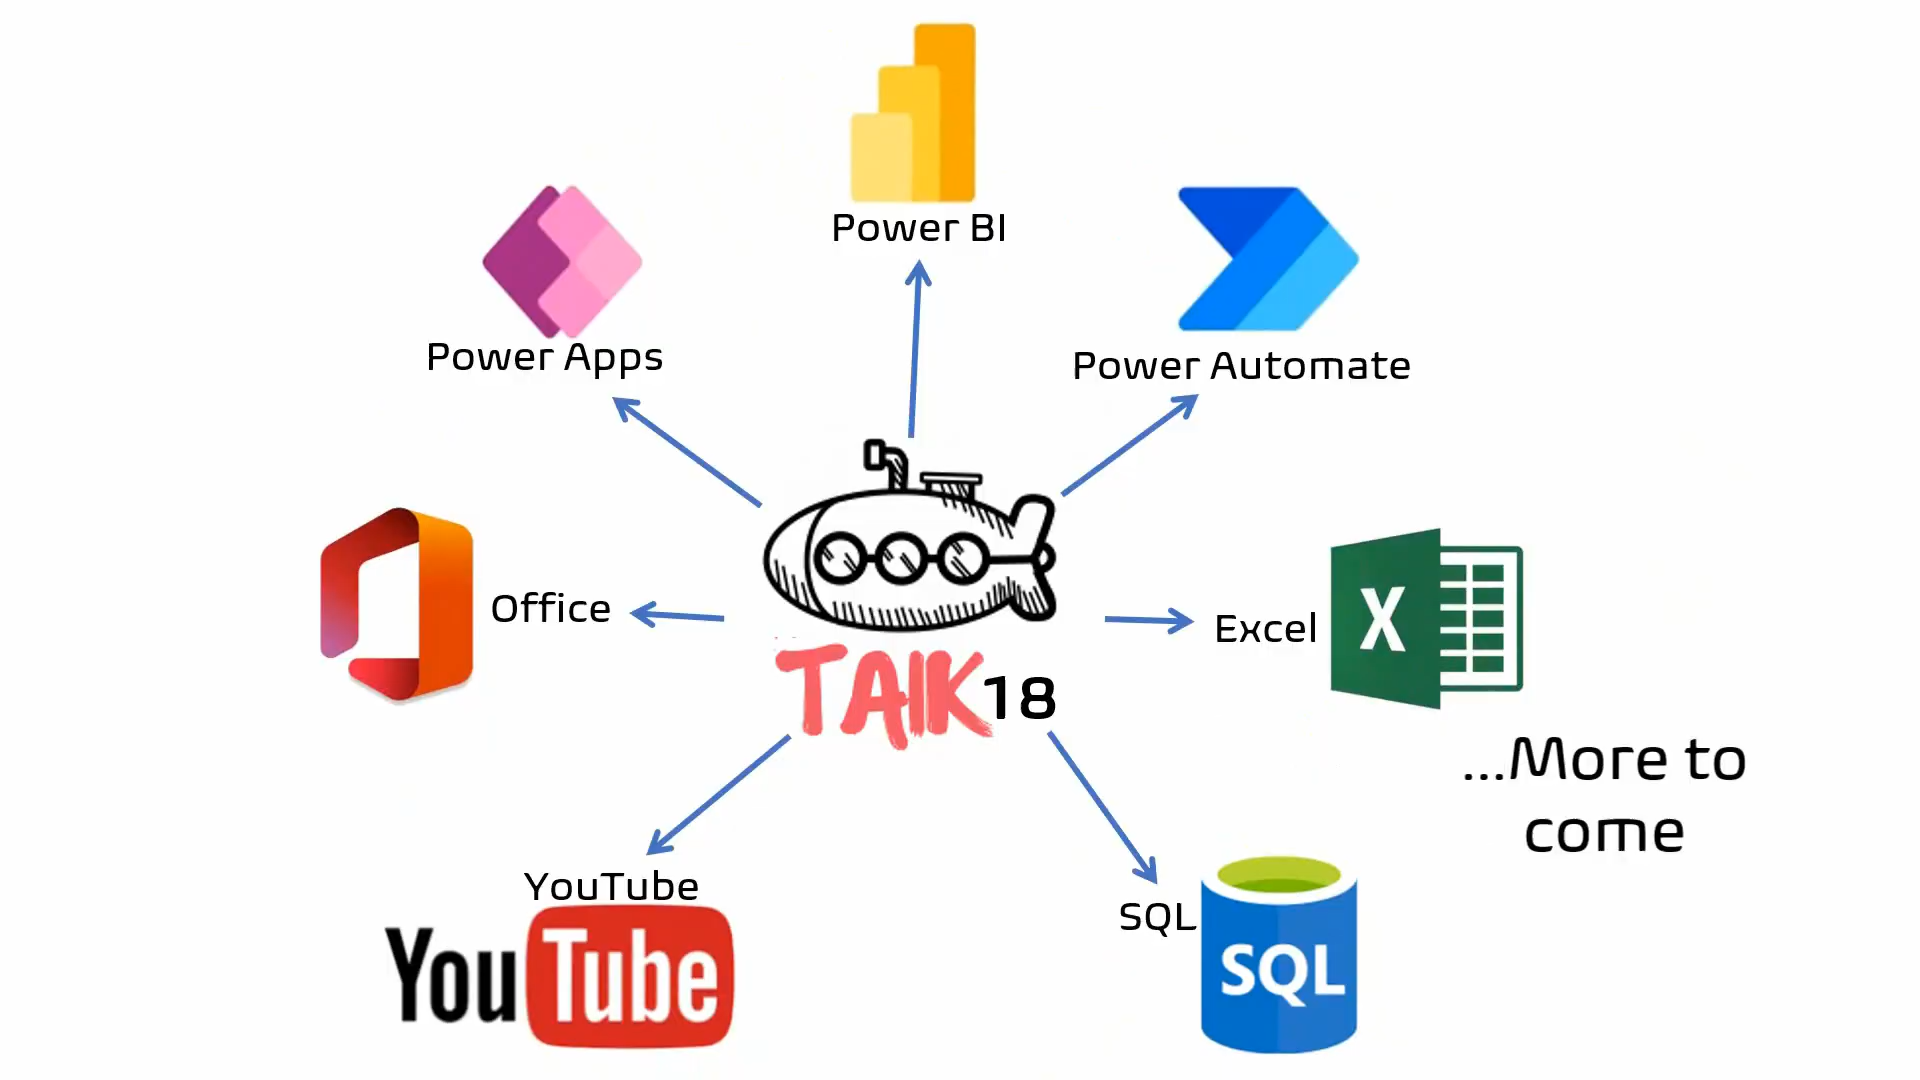 Power BI
Power Apps
Power Automate
Office
Excel
X
TAIK18
...More to
come
YouTube
YouTube
SQL
SQL